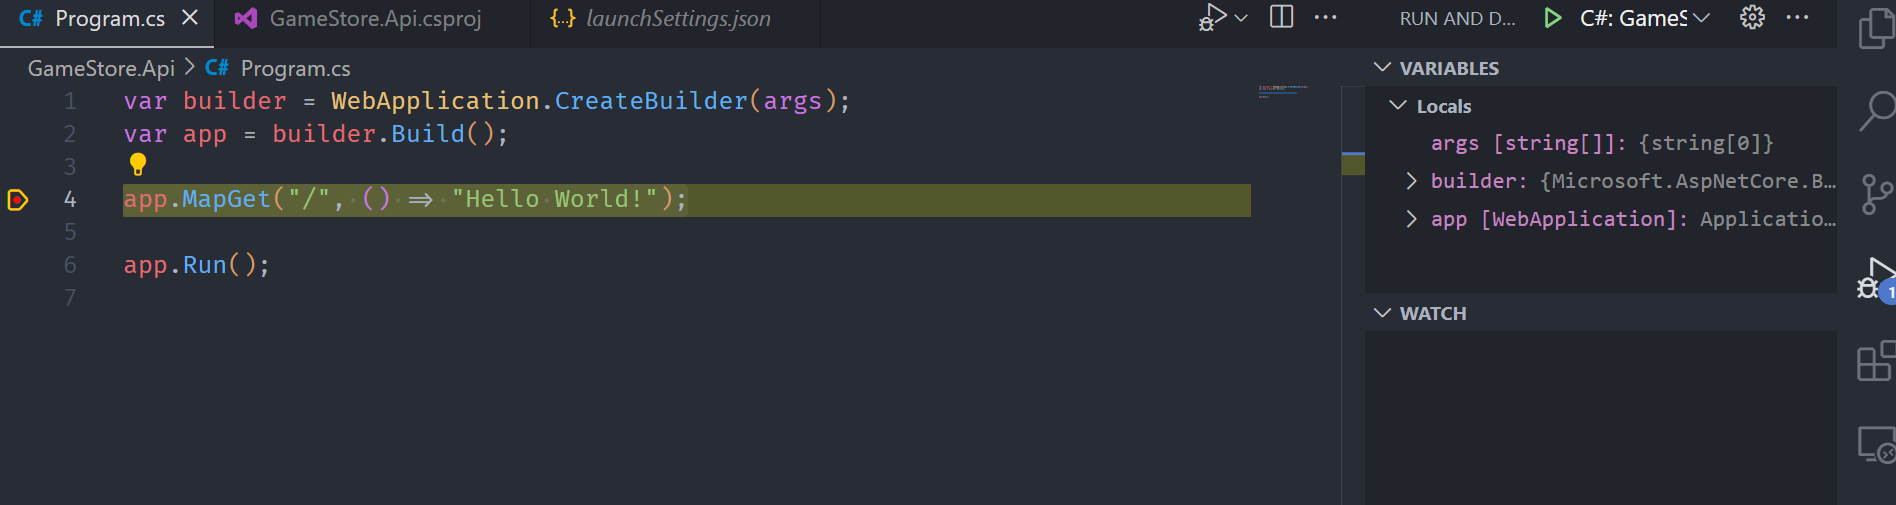 C# Program.cs
GameStore.Api.csproj
{..} launchSettings.json
RUN AND D...
C#: GameS
GameStore.Api > C# Program.cs
1 var builder = WebApplication.CreateBuilder(args);
2 var app = builder.Build();
3
4 app.MapGet("/", () => "Hello World!");
5
6 app.Run();
7
VARIABLES
Locals
args [string[]]: {string[0]}
builder: {Microsoft.AspNetCore.B…
app [WebApplication]: Applicatio…
1
WATCH